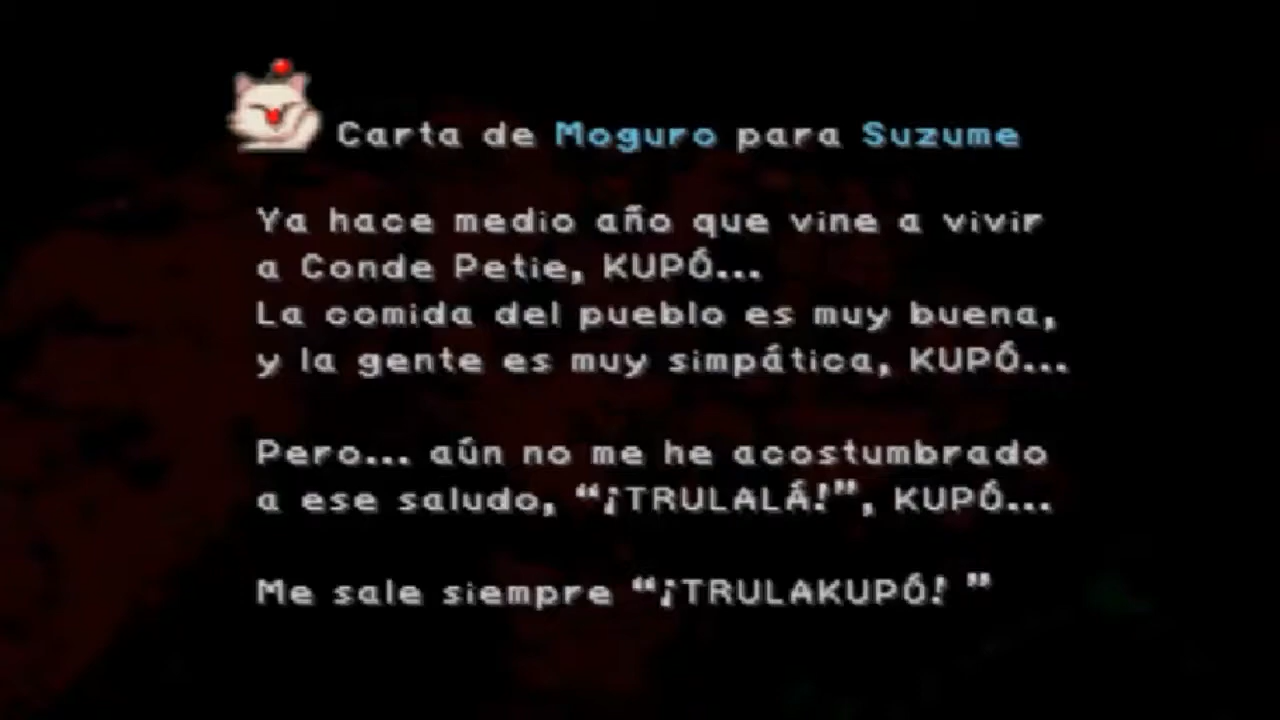 Carta de Moguro para Suzume
Ya hace medio año que vine a vivir
a Conde Petie, KUPÓ...
La comida del pueblo es muy buena,
y la gente es muy simpática, KUPÓ...
Pero... aún no me he acostumbrado
a ese saludo, “¡TRULALÁ!”, KUPÓ...
Me sale siempre “¡TRULAKUPÓ! ”